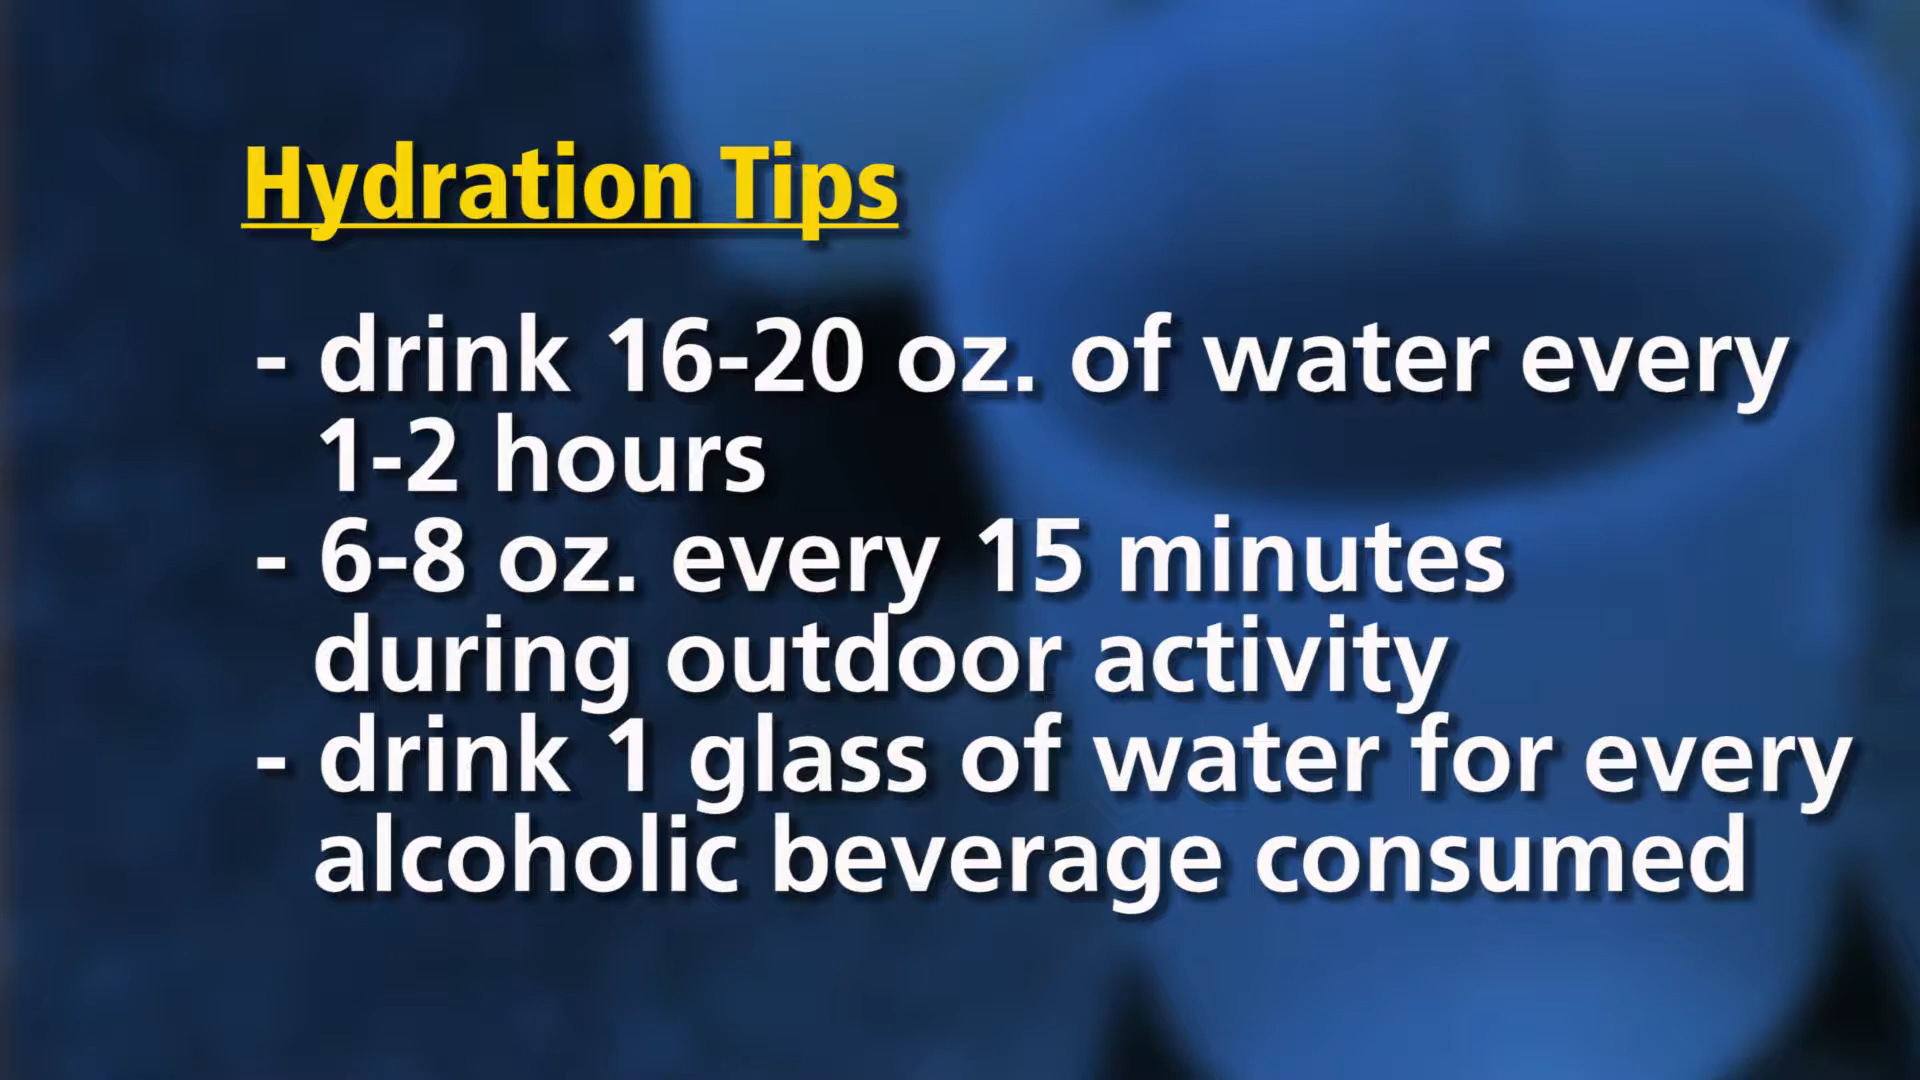 Hydration Tips
- drink 16-20 oz. of water every
1-2 hours
- 6-8 oz. every 15 minutes
during outdoor activity
- drink 1 glass of water for every
alcoholic beverage consumed